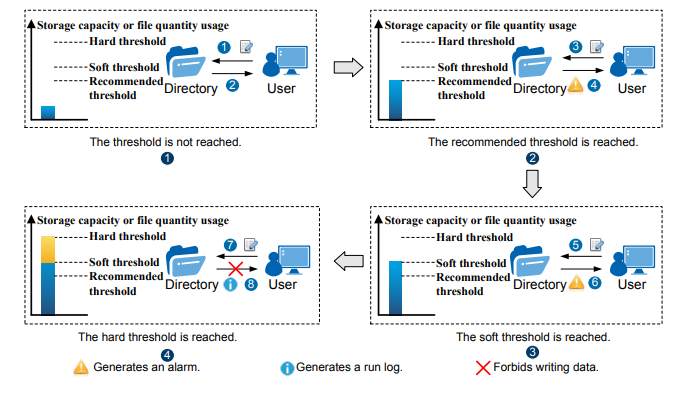 Storage capacity or file quantity usage
Hard threshold
1
Soft threshold
Recommended
threshold
2
Directory
User
The threshold is not reached.
1
Storage capacity or file quantity usage
Hard threshold
3
Soft threshold
Recommended
threshold
4
Directory
User
The recommended threshold is reached.
2
Storage capacity or file quantity usage
Hard threshold
7
Soft threshold
Recommended
threshold
Directory
i
8
User
The hard threshold is reached.
4
Storage capacity or file quantity usage
Hard threshold
5
Soft threshold
Recommended
threshold
Directory
6
User
The soft threshold is reached.
3
Generates an alarm.
i
Generates a run log.
Forbids writing data.